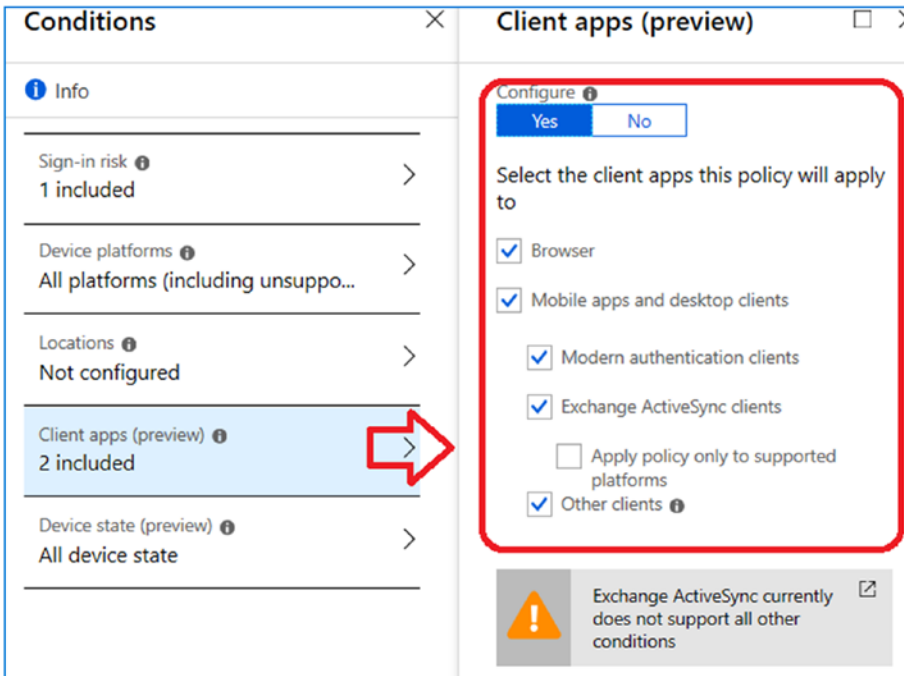 Conditions
Info
Sign-in risk
1 included
Device platforms
All platforms (including unsuppo...
Locations
Not configured
Client apps (preview)
2 included
Device state (preview)
All device state
Client apps (preview)
Configure
Yes No
Select the client apps this policy will apply
to
Browser
Mobile apps and desktop clients
Modern authentication clients
Exchange ActiveSync clients
Apply policy only to supported
platforms
Other clients
Exchange ActiveSync currently
does not support all other
conditions